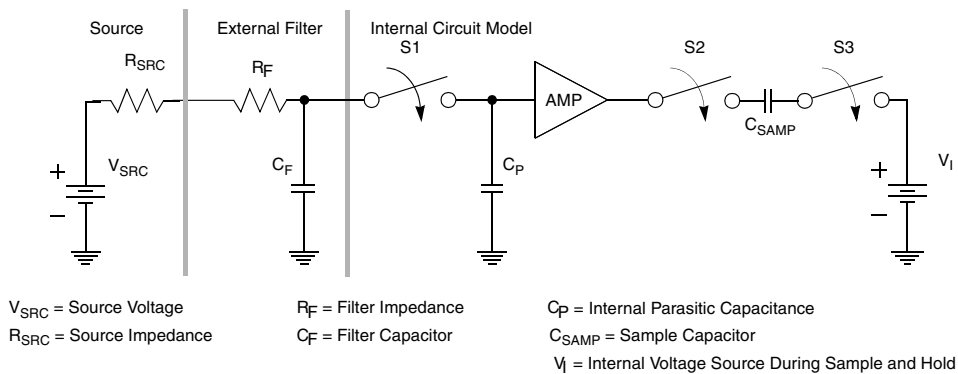 Source
External Filter
Internal Circuit Model
RSRC
RF
S1
S2
S3
AMP
CSAMP
+
VSRC
−
CF
CP
+
−
VI
VSRC = Source Voltage
RSRC = Source Impedance
RF = Filter Impedance
CF = Filter Capacitor
CP = Internal Parasitic Capacitance
CSAMP = Sample Capacitor
VI = Internal Voltage Source During Sample and Hold